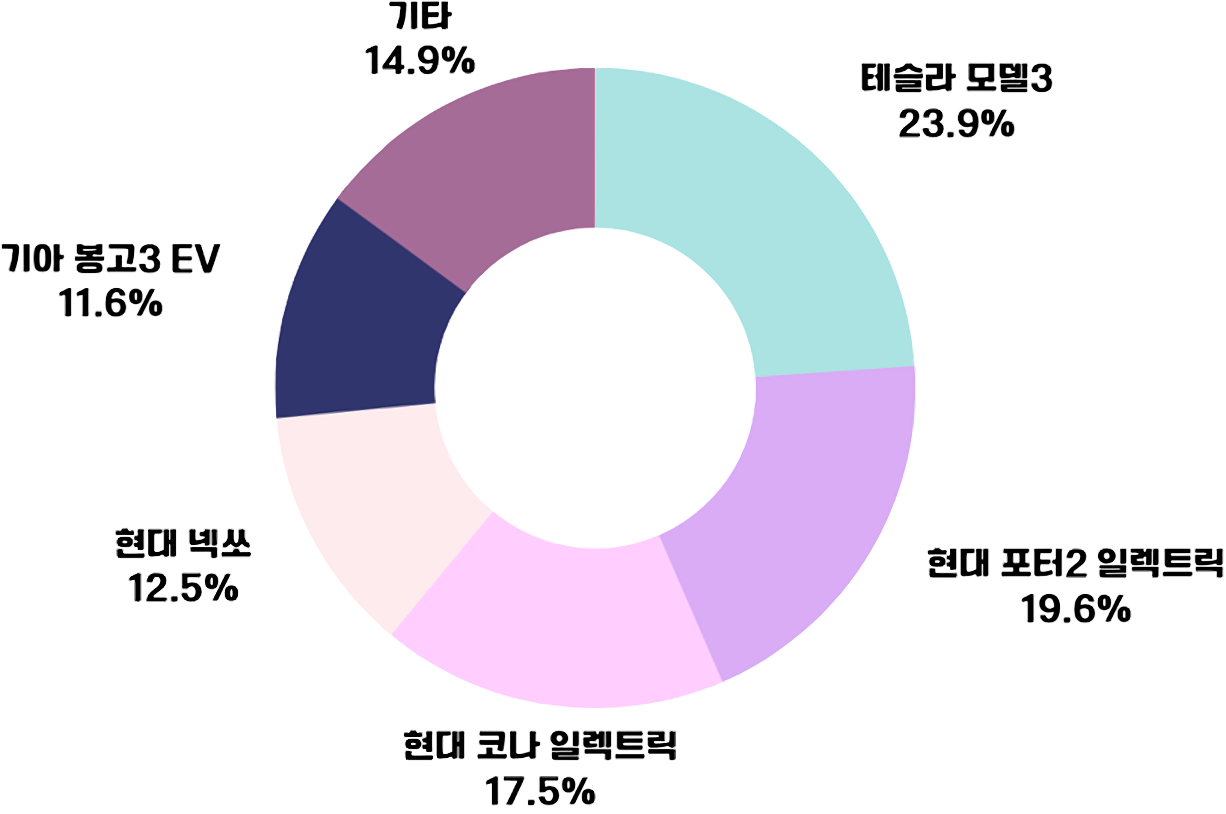 기타
14.9%
테슬라 모델3
23.9%
기아 봉고3 EV
11.6%
현대 넥쏘
12.5%
현대 포터2 일렉트릭
19.6%
현대 코나 일렉트릭
17.5%